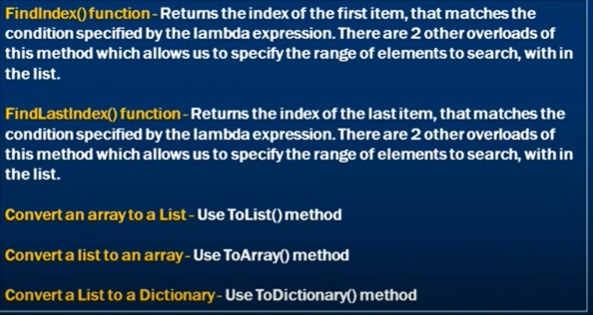 FindIndex() function - Returns the index of the first item, that matches the
condition specified by the lambda expression. There are 2 other overloads of
this method which allows us to specify the range of elements to search, with in
the list.
FindLastIndex() function - Returns the index of the last item, that matches the
condition specified by the lambda expression. There are 2 other overloads of
this method which allows us to specify the range of elements to search, with in
the list.
Convert an array to a List - Use ToList() method
Convert a list to an array - Use ToArray() method
Convert a List to a Dictionary - Use ToDictionary() method